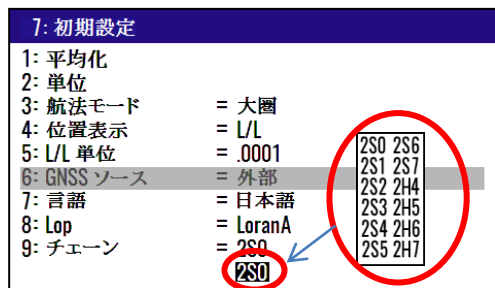 7: 初期設定
1: 平均化
2: 単位
3: 航法モード = 大圏
4: 位置表示 = L/L
5: L/L 単位 = .0001
6: GNSS ソース = 外部
7: 言語 = 日本語
8: Lop = LoranA
9: チェーン = 2S0
2S0
2S0 2S6
2S1 2S7
2S2 2H4
2S3 2H5
2S4 2H6
2S5 2H7